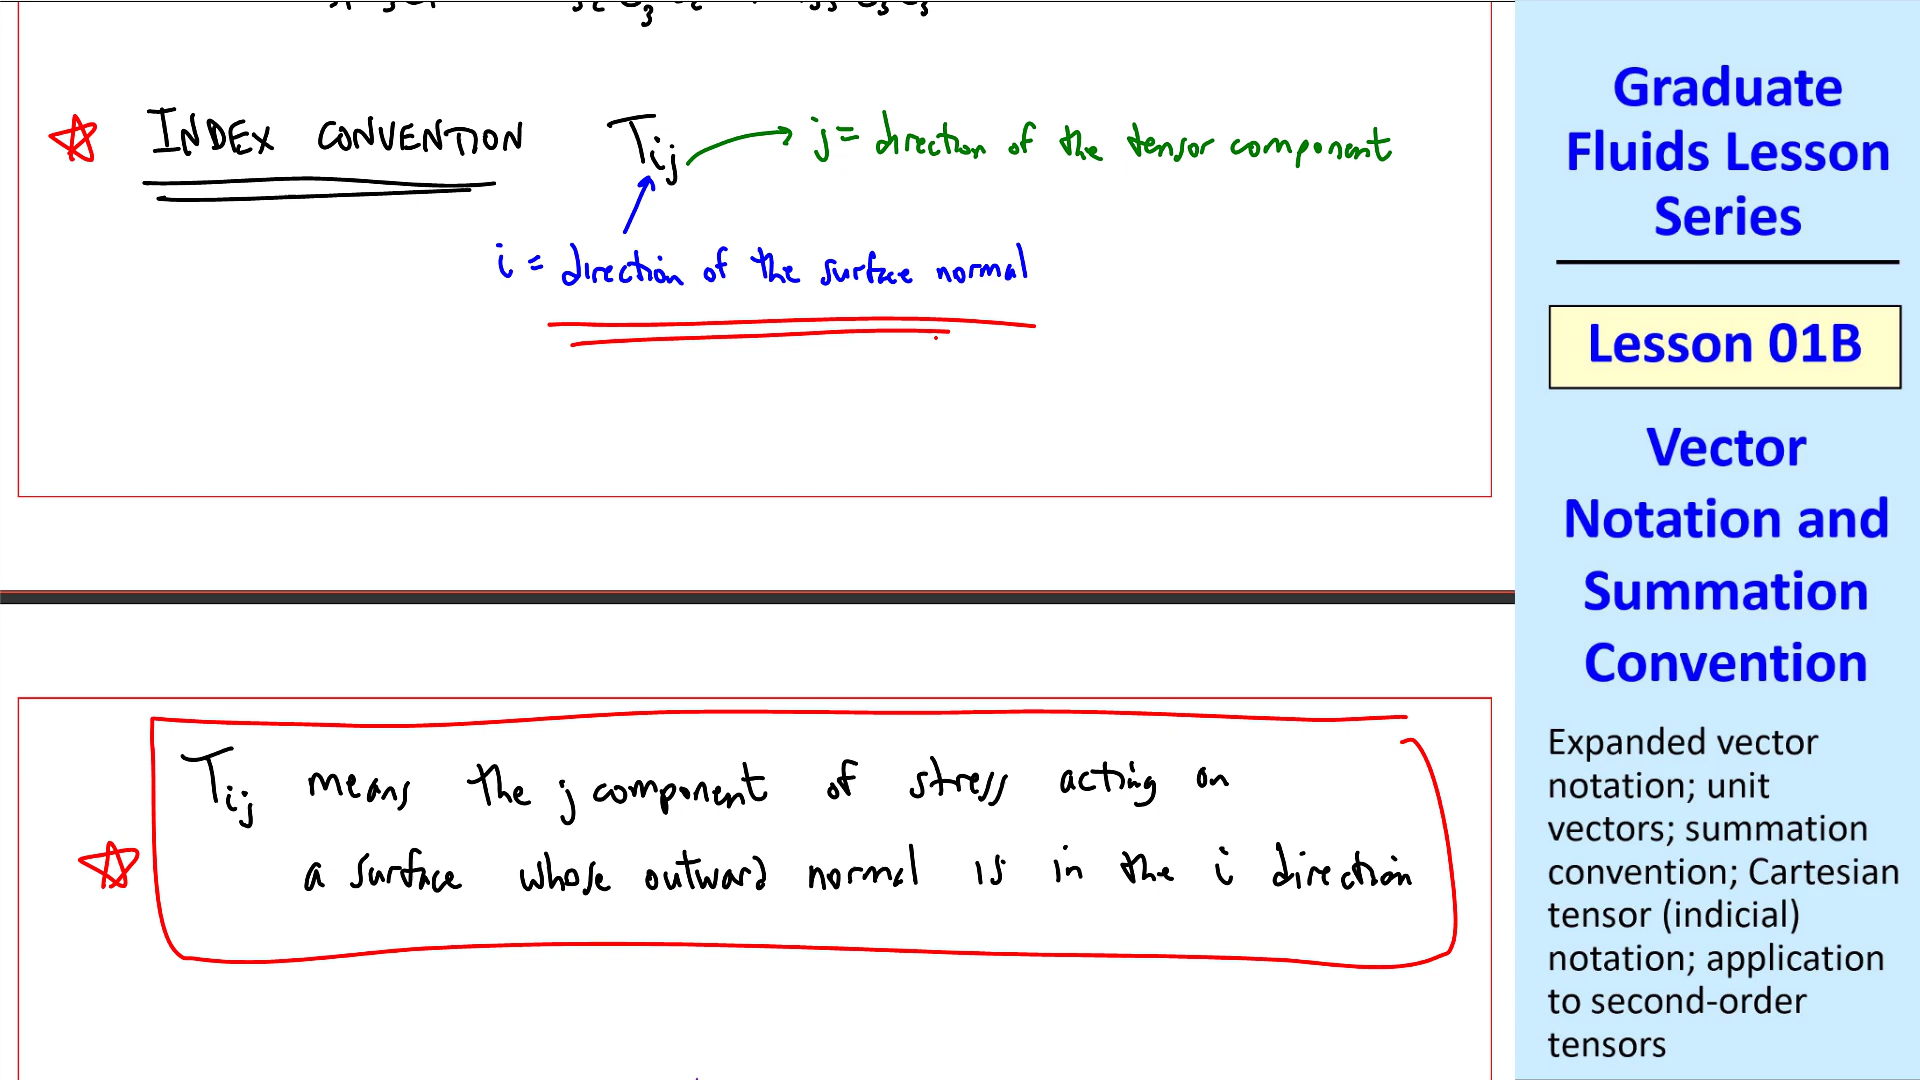 INDEX CONVENTION Tij j = direction of the tensor component
i = direction of the surface normal
Tij means the j component of stress acting on
a surface whose outward normal is in the i direction
Graduate
Fluids Lesson
Series
Lesson 01B
Vector
Notation and
Summation
Convention
Expanded vector
notation; unit
vectors; summation
convention; Cartesian
tensor (indicial)
notation; application
to second-order
tensors